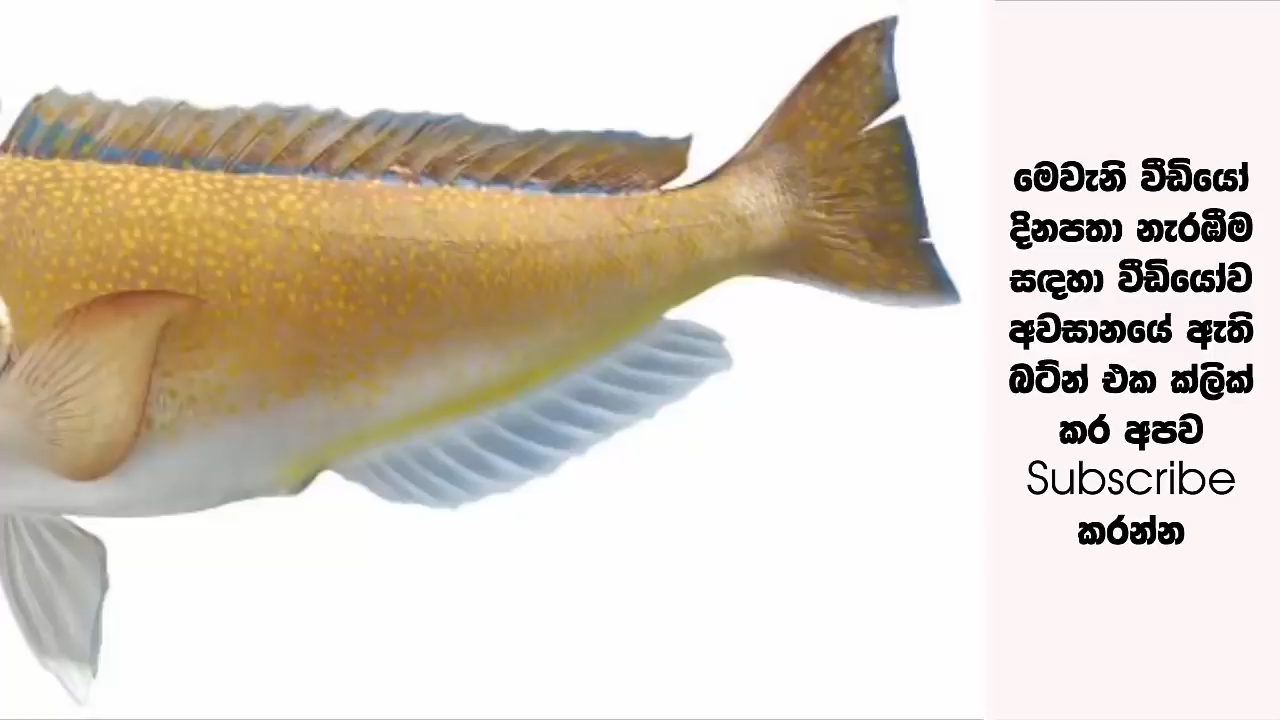 මෙවැනි වීඩියෝ
දිනපතා නැරඹීම
සඳහා වීඩියෝව
අවසානයේ ඇති
බටන් එක ක්ලික්
කර අපව
Subscribe
කරන්න